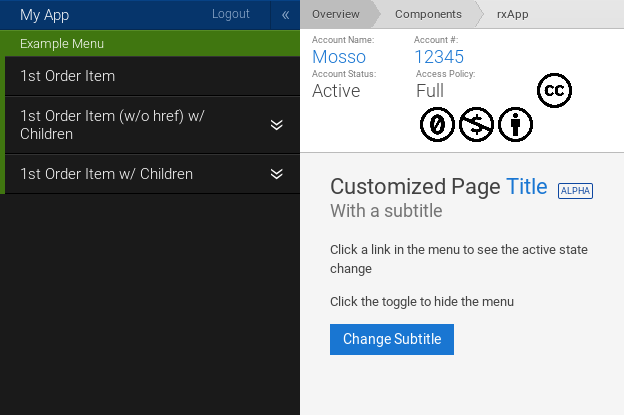 My App
Logout
«
Example Menu
1st Order Item
1st Order Item (w/o href) w/
Children
1st Order Item w/ Children
Overview
Components
rxApp
Account Name:
Mosso
Account #:
12345
Account Status:
Active
Access Policy:
Full
cc
0
$
Customized Page Title
ALPHA
With a subtitle
Click a link in the menu to see the active state
change
Click the toggle to hide the menu
Change Subtitle